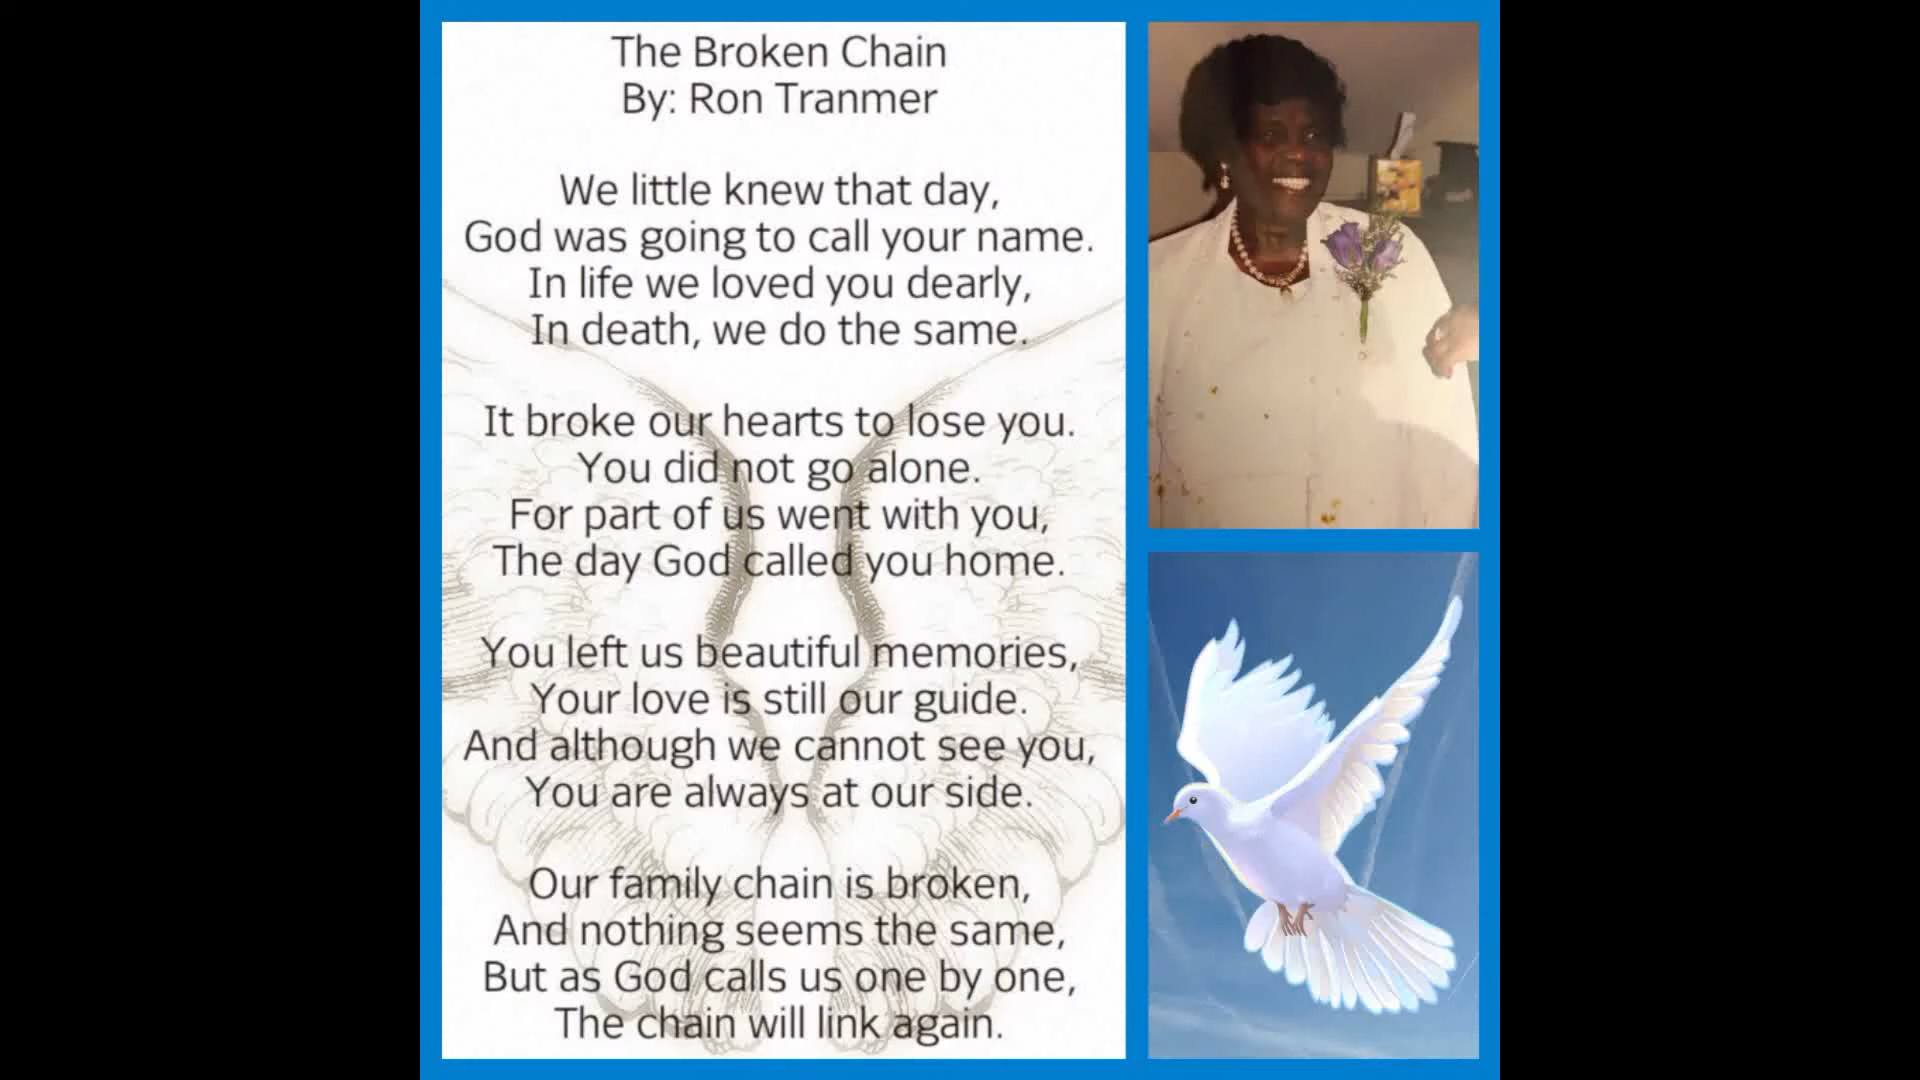 The Broken Chain
By: Ron Tranmer
We little knew that day,
God was going to call your name.
In life we loved you dearly,
In death, we do the same.
It broke our hearts to lose you.
You did not go alone.
For part of us went with you,
The day God called you home.
You left us beautiful memories,
Your love is still our guide.
And although we cannot see you,
You are always at our side.
Our family chain is broken,
And nothing seems the same,
But as God calls us one by one,
The chain will link again.